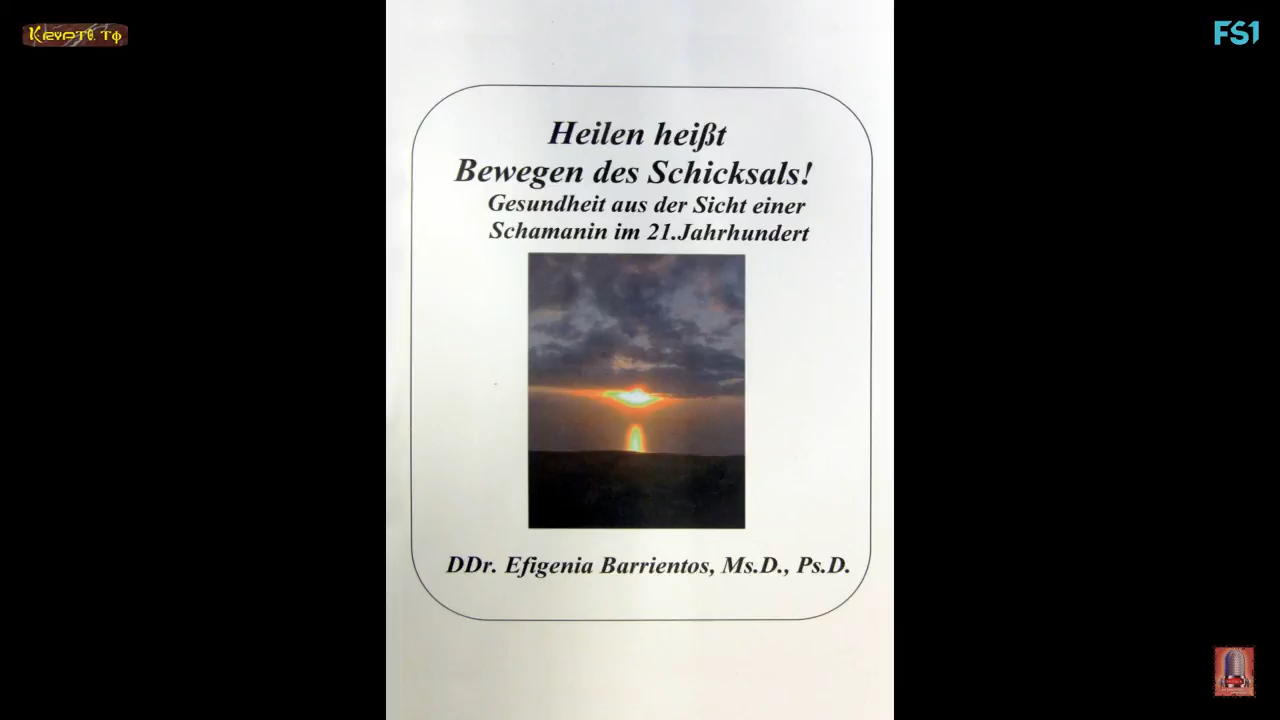 FS1
Heilen heißt
Bewegen des Schicksals!
Gesundheit aus der Sicht einer
Schamanin im 21.Jahrhundert
DDr. Efigenia Barrientos, Ms.D., Ps.D.